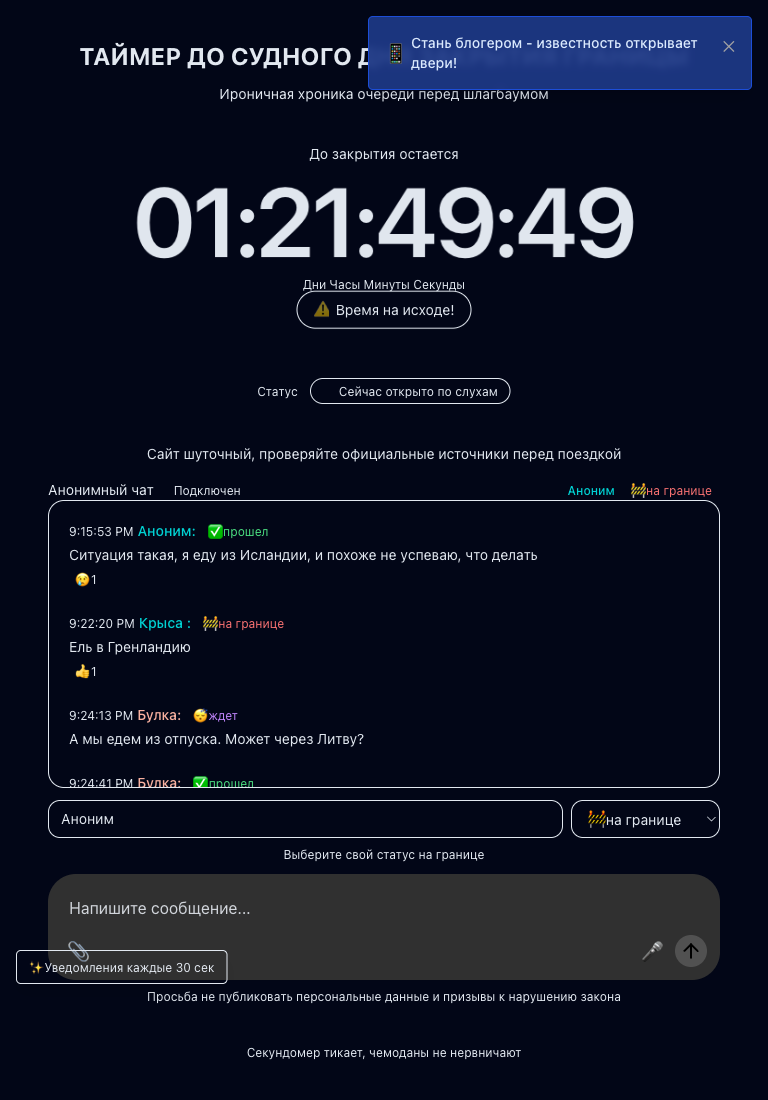 Стань блогером - известность открывает
двери!
ТАЙМЕР ДО СУДНОГО
Ироничная хроника очереди перед шлагбаумом
До закрытия остается
01:21:49:49
Дни Часы Минуты Секунды
⚠️ Время на исходе!
Статус Сейчас открыто по слухам
Сайт шуточный, проверяйте официальные источники перед поездкой
Анонимный чат Подключен Аноним 🚧на границе
9:15:53 PM Аноним: ✅прошел
Ситуация такая, я еду из Исландии, и похоже не успеваю, что делать
😢1
9:22:20 PM Крыса : 🚧на границе
Ель в Гренландию
👍1
9:24:13 PM Булка: 😴ждет
А мы едем из отпуска. Может через Литву?
9:24:41 PM Булка: ✅прошел
Аноним 🚧на границе
Выберите свой статус на границе
Напишите сообщение...
✨Уведомления каждые 30 сек
Просьба не публиковать персональные данные и призывы к нарушению закона
Секундомер тикает, чемоданы не нервничают